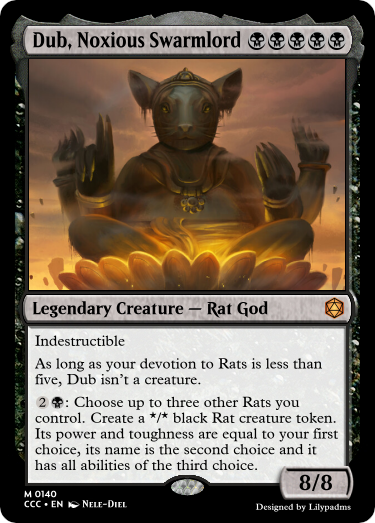 Dub, Noxious Swarmlord
Legendary Creature — Rat God
Indestructible
As long as your devotion to Rats is less than
five, Dub isn't a creature.
2 : Choose up to three other Rats you
control. Create a */* black Rat creature token.
Its power and toughness are equal to your first
choice, its name is the second choice and it
has all abilities of the third choice.
8/8
M 0140
CCC • EN Nele-Diel
Designed by Lilypadms